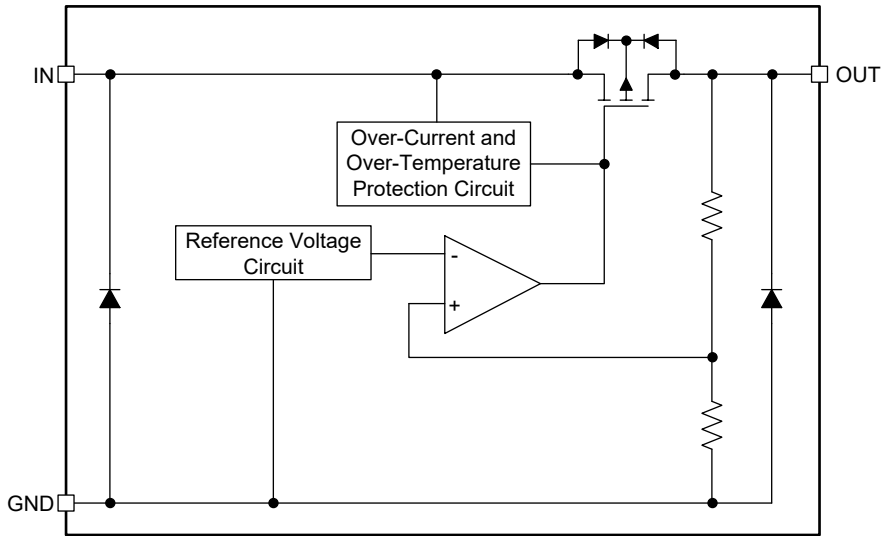 IN
OUT
Over-Current and
Over-Temperature
Protection Circuit
Reference Voltage
Circuit
-
+
GND